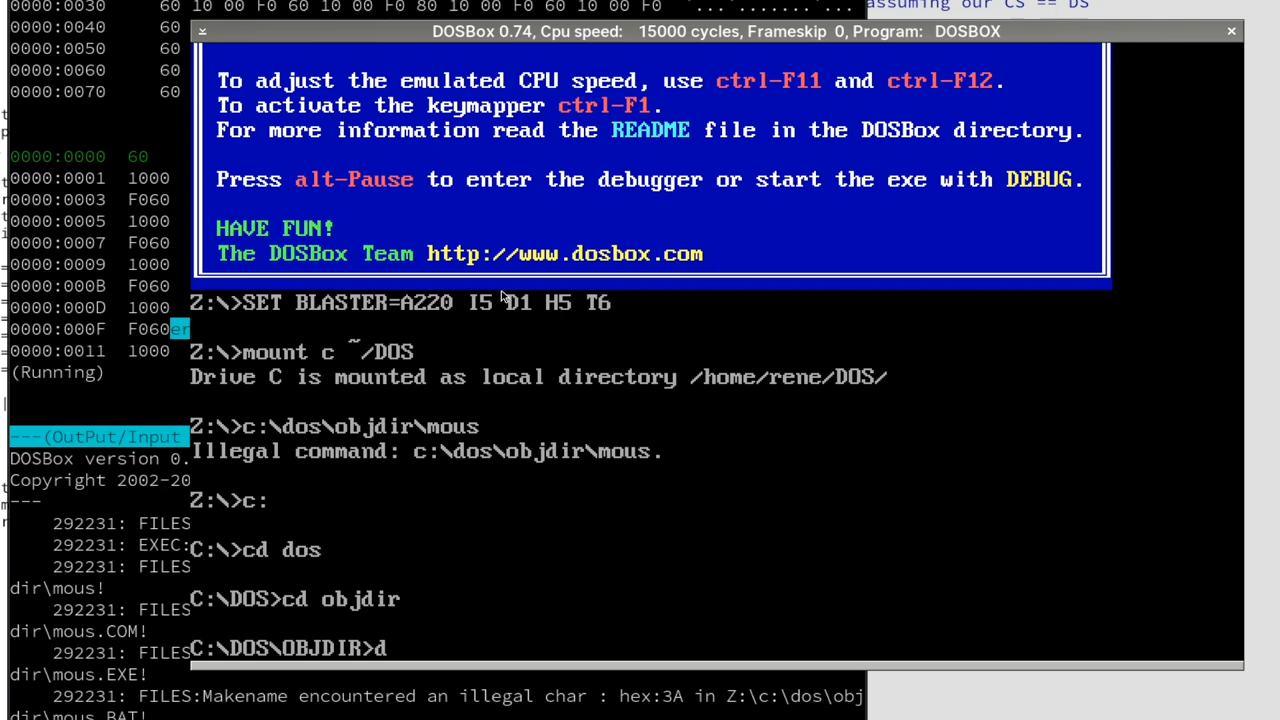 0000:0030 60 10 00 F0 60 10 00 F0 80 10 00 F0 60 10 00 F0
assuming our CS == DS
0000:0040 60
0000:0050 60
0000:0060 60
0000:0070 60
0000:0000 60
0000:0001 1000
0000:0003 F060
0000:0005 1000
0000:0007 F060
0000:0009 1000
0000:000B F060
0000:000D 1000
0000:000F F060er
0000:0011 1000
(Running)
---(OutPut/Input
DOSBox version 0.
Copyright 2002-20
---
292231: FILES
292231: EXEC:
292231: FILES
dir\mous!
292231: FILES
dir\mous.COM!
292231: FILES
dir\mous.EXE!
292231: FILES:Makename encountered an illegal char : hex:3A in Z:\c:\dos\obj
dir\mous.BAT!
DOSBox 0.74, Cpu speed: 15000 cycles, Frameskip 0, Program: DOSBOX
To adjust the emulated CPU speed, use ctrl-F11 and ctrl-F12.
To activate the keymapper ctrl-F1.
For more information read the README file in the DOSBox directory.
Press alt-Pause to enter the debugger or start the exe with DEBUG.
HAVE FUN!
The DOSBox Team http://www.dosbox.com
Z:\>SET BLASTER=A220 I5 D1 H5 T6
Z:\>mount c ~/DOS
Drive C is mounted as local directory /home/rene/DOS/
Z:\>c:\dos\objdir\mous
Illegal command: c:\dos\objdir\mous.
Z:\>c:
C:\>cd dos
C:\DOS>cd objdir
C:\DOS\OBJDIR>d